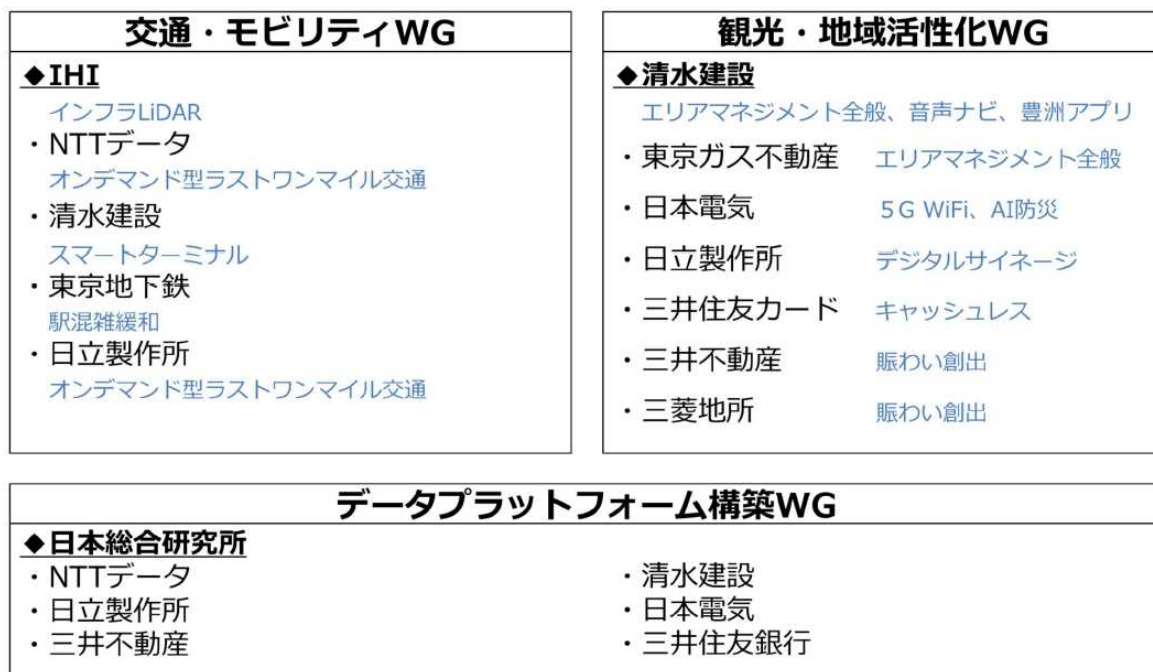 交通・モビリティWG
◆IHI
インフラLiDAR
・NTTデータ
オンデマンド型ラストワンマイル交通
・清水建設
スマートターミナル
・東京地下鉄
駅混雑緩和
・日立製作所
オンデマンド型ラストワンマイル交通
観光・地域活性化WG
◆清水建設
エリアマネジメント全般、音声ナビ、豊洲アプリ
・東京ガス不動産 エリアマネジメント全般
・日本電気 5G WiFi、AI防災
・日立製作所 デジタルサイネージ
・三井住友カード キャッシュレス
・三井不動産 賑わい創出
・三菱地所 賑わい創出
データプラットフォーム構築WG
◆日本総合研究所
・NTTデータ
・日立製作所
・三井不動産
・清水建設
・日本電気
・三井住友銀行